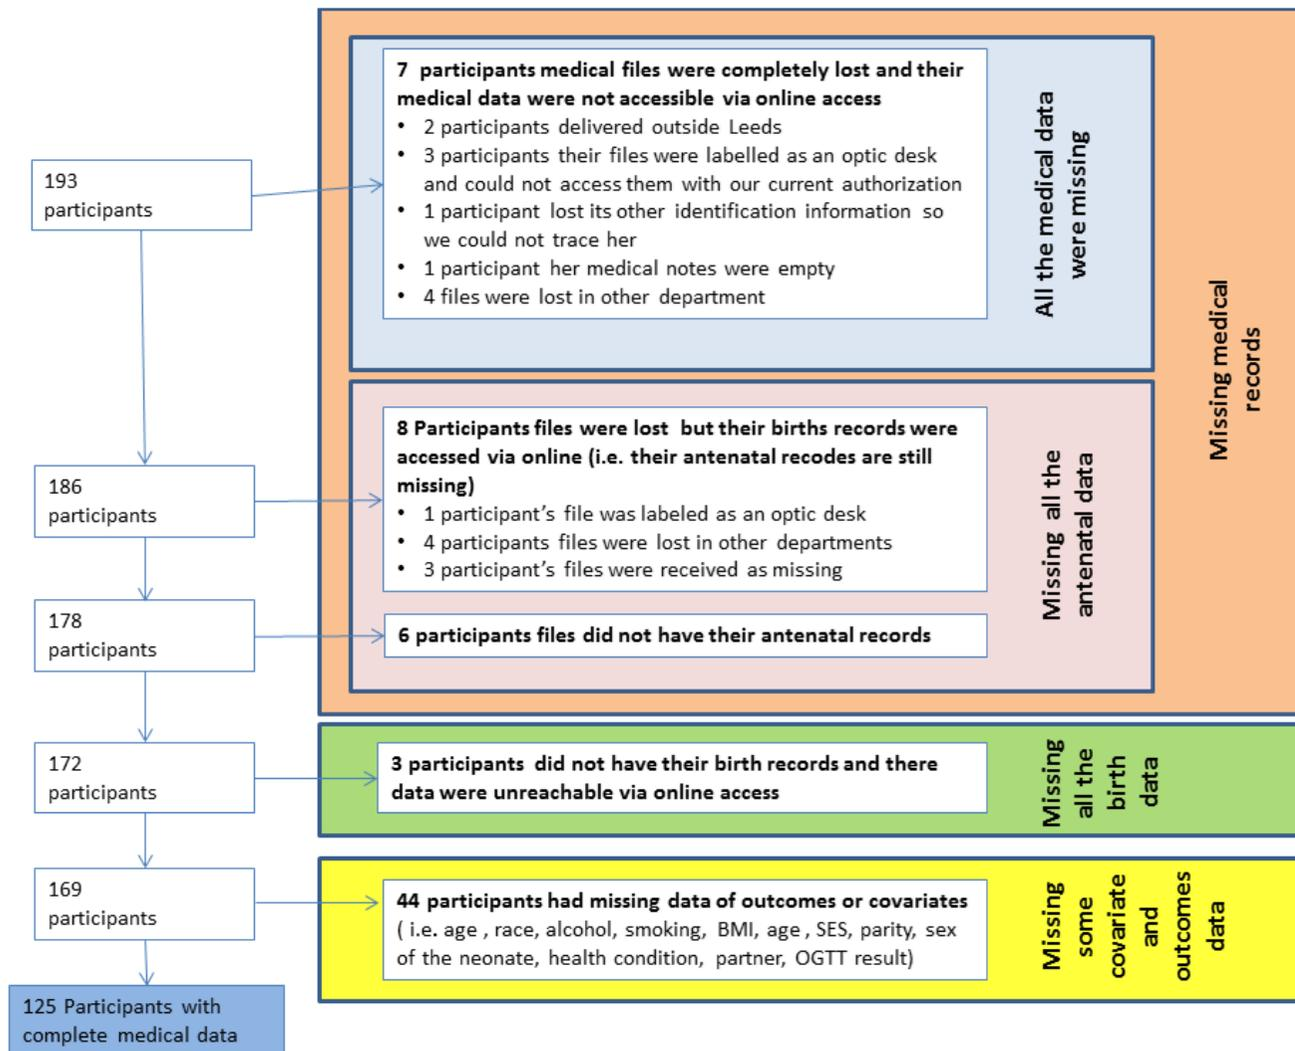 193
participants
7 participants medical files were completely lost and their
medical data were not accessible via online access
• 2 participants delivered outside Leeds
• 3 participants their files were labelled as an optic desk
and could not access them with our current authorization
• 1 participant lost its other identification information so
we could not trace her
• 1 participant her medical notes were empty
• 4 files were lost in other department
All the medical data
were missing
Missing medical
records
186
participants
8 Participants files were lost but their births records were
accessed via online (i.e. their antenatal recodes are still
missing)
• 1 participant's file was labeled as an optic desk
• 4 participants files were lost in other departments
• 3 participant's files were received as missing
Missing all the
antenatal data
178
participants
6 participants files did not have their antenatal records
172
participants
3 participants did not have their birth records and there
data were unreachable via online access
Missing
all the
birth
data
169
participants
44 participants had missing data of outcomes or covariates
( i.e. age , race, alcohol, smoking, BMI, age , SES, parity, sex
of the neonate, health condition, partner, OGTT result)
Missing
some
covariate
and
outcomes
data
125 Participants with
complete medical data